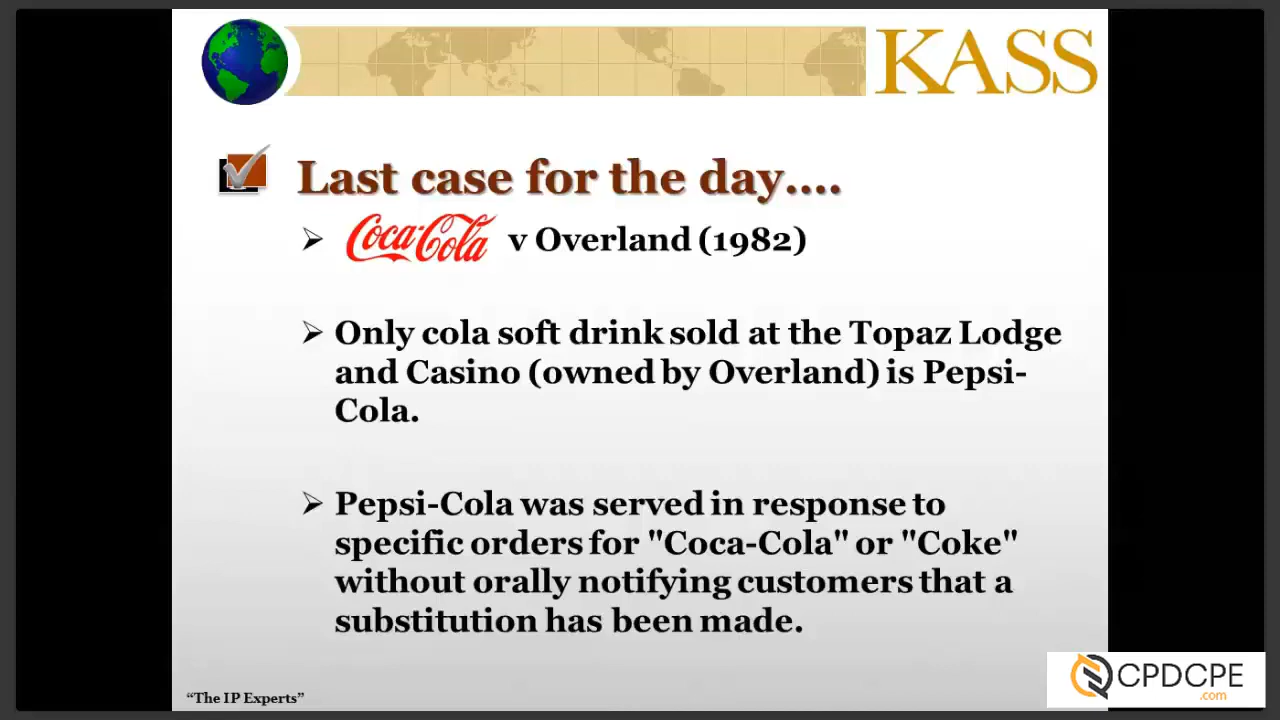 KASS
Last case for the day....
Coca-Cola v Overland (1982)
Only cola soft drink sold at the Topaz Lodge
and Casino (owned by Overland) is Pepsi-
Cola.
Pepsi-Cola was served in response to
specific orders for "Coca-Cola" or "Coke"
without orally notifying customers that a
substitution has been made.
“The IP Experts”
CPDCPE
.com